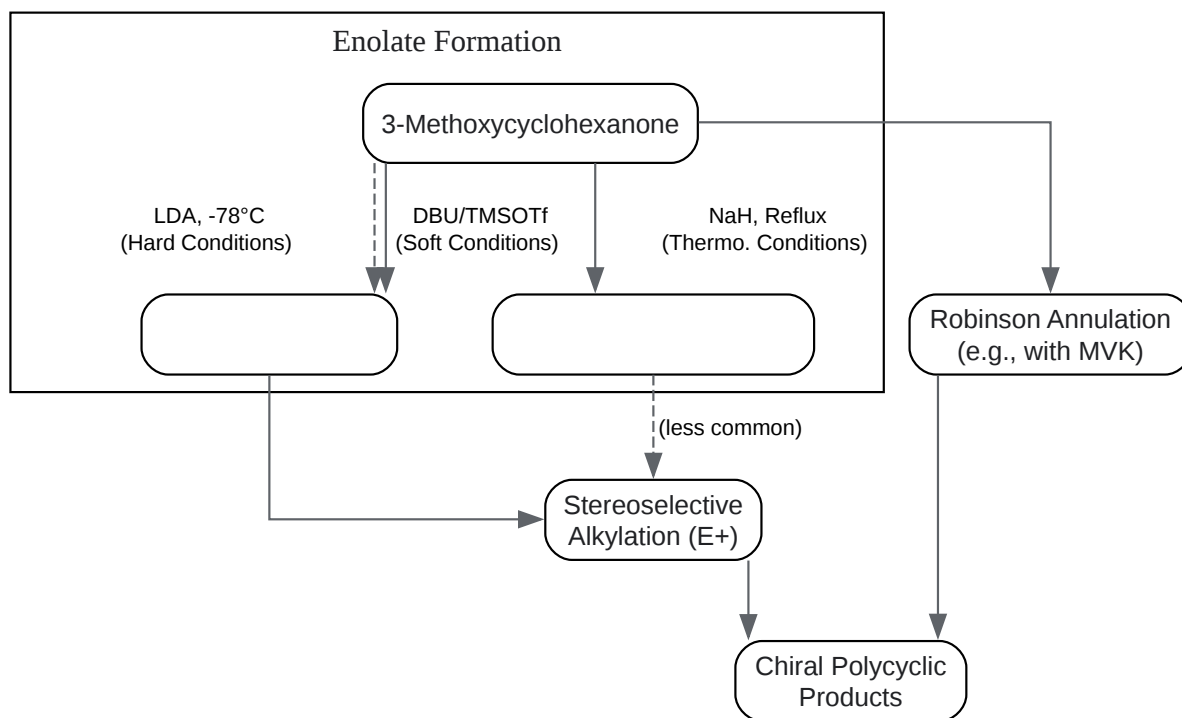 Enolate Formation
3-Methoxycyclohexanone
LDA, -78°C
(Hard Conditions)
DBU/TMSOTf
(Soft Conditions)
NaH, Reflux
(Thermo. Conditions)
Robinson Annulation
(e.g., with MVK)
(less common)
Stereoselective
Alkylation (E+)
Chiral Polycyclic
Products